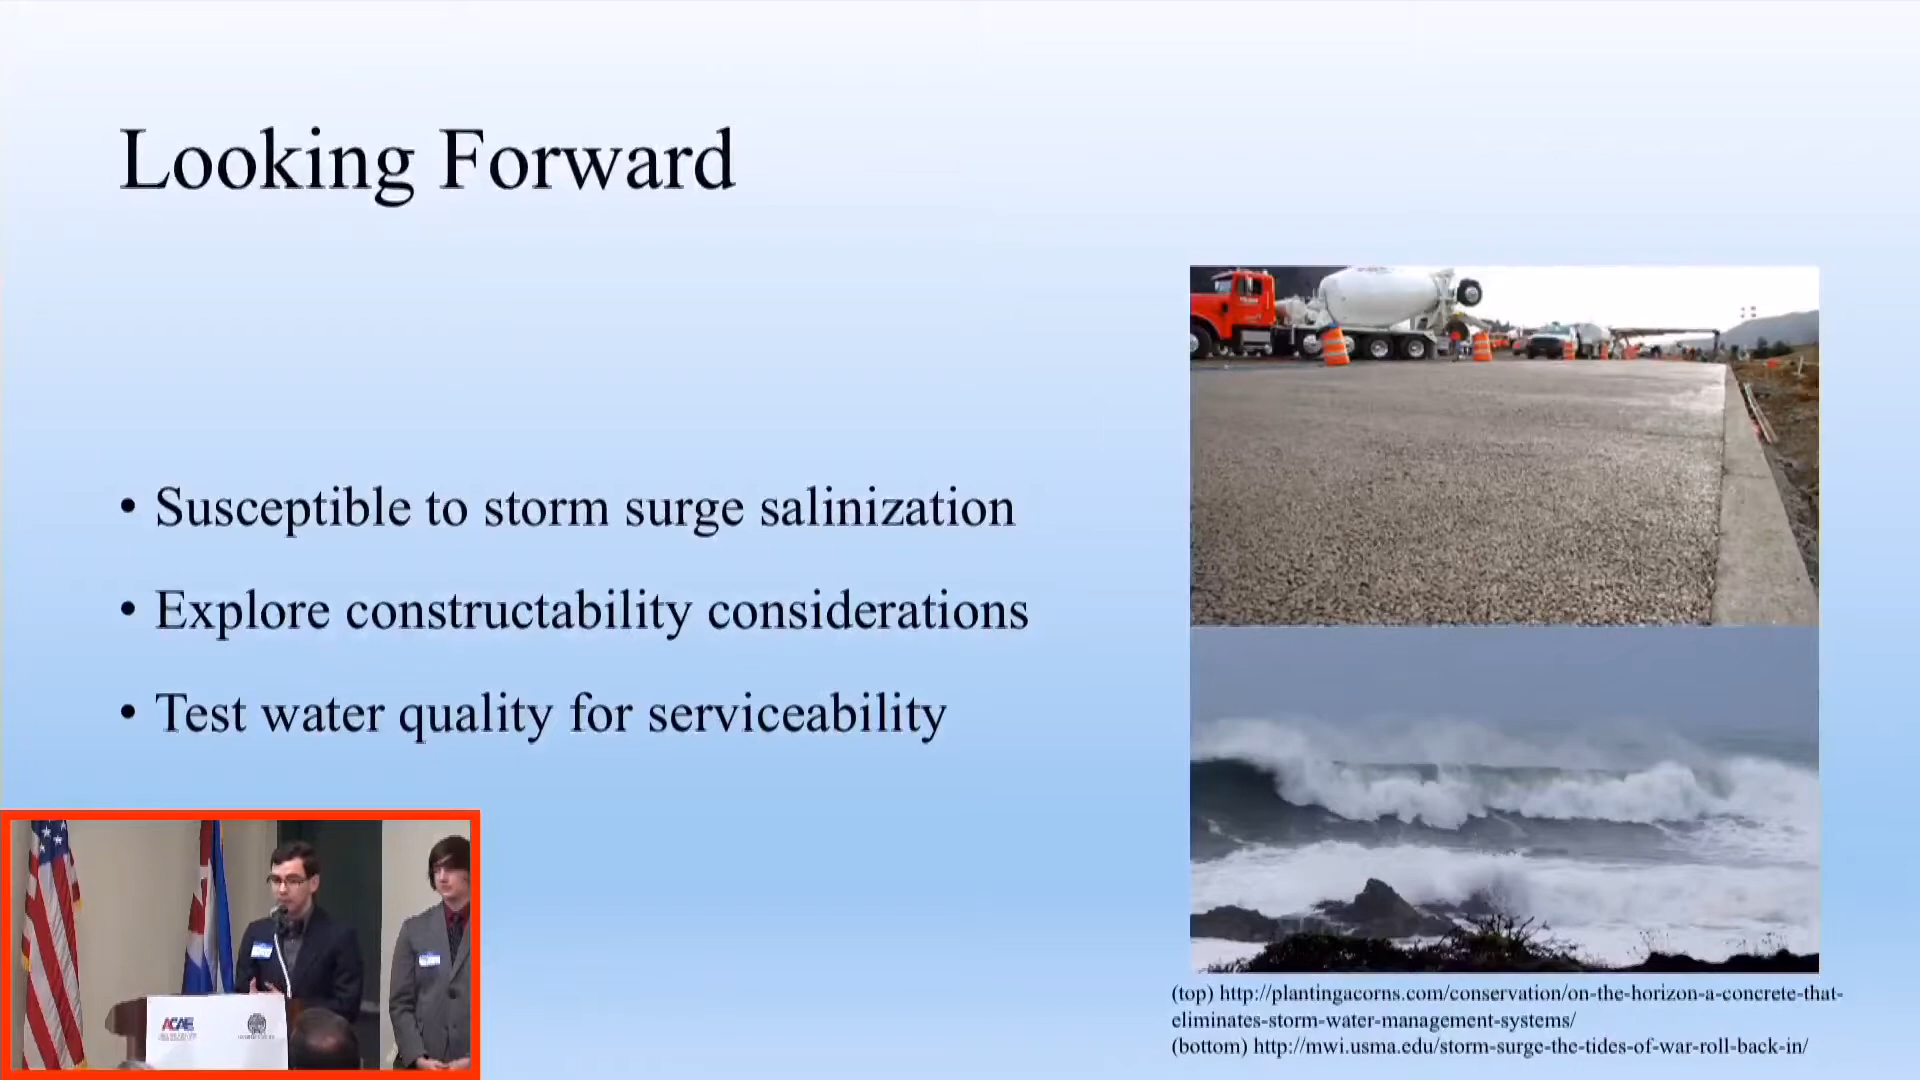 Looking Forward
• Susceptible to storm surge salinization
• Explore constructability considerations
• Test water quality for serviceability
(top) http://plantingacorns.com/conservation/on-the-horizon-a-concrete-that-
eliminates-storm-water-management-systems/
(bottom) http://mwi.usma.edu/storm-surge-the-tides-of-war-roll-back-in/
ACAE